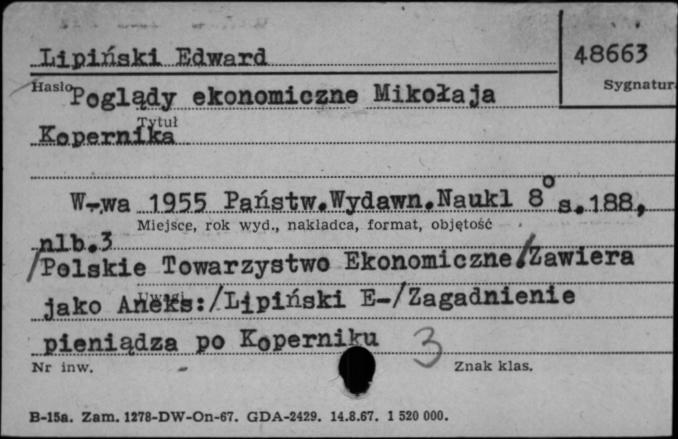 Lipiński Edward
48663
Hasło
Sygnatura
Poglądy ekonomiczne Mikołaja
Tytuł
Kopernika
W-wa 1955 Państw.Wydawn.Naukl 8° s.188,
Miejsce, rok wyd., nakładca, format, objętość
nlb.3
/Polskie Towarzystwo Ekonomiczne./Zawiera
Uwagi
jako Aneks:/Lipiński E-/Zagadnienie
pieniądza po Koperniku
3
Nr inw.
Znak klas.
B-15a. Zam. 1278-DW-On-67. GDA-2429. 14.8.67. 1 520 000.